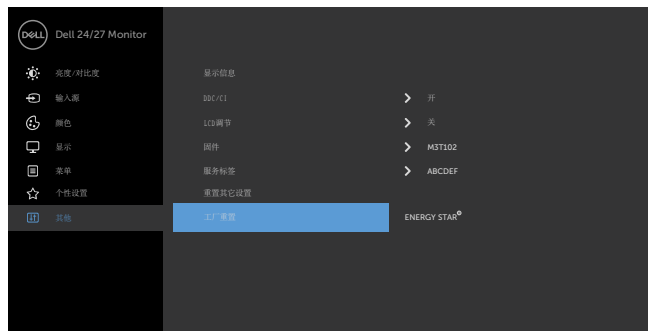 DELL Dell 24/27 Monitor
亮度/对比度 显示信息
输入源 DDC/CI 开
颜色 LCD调节 关
显示 固件 M3T102
菜单 服务标签 ABCDEF
个性设置 重置其它设置
其他 工厂重置 ENERGY STAR®